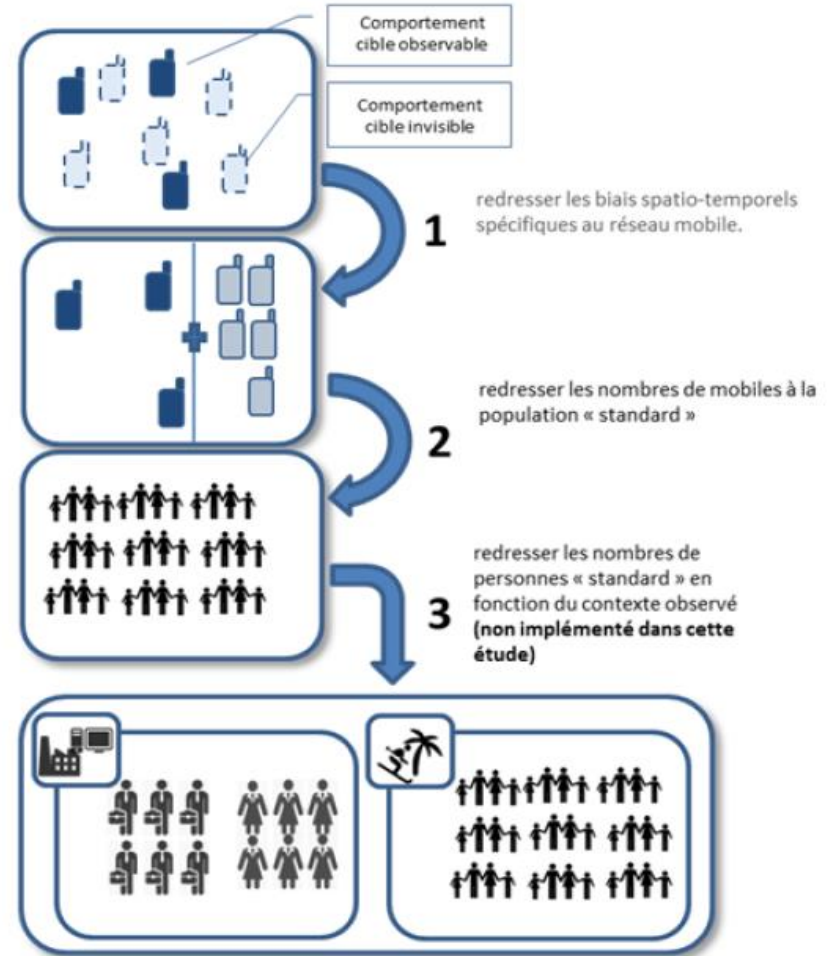 Comportement
cible observable
Comportement
cible invisible
1
redresser les biais spatio-temporels
spécifiques au réseau mobile.
2
redresser les nombres de mobiles à la
population « standard »
3
redresser les nombres de
personnes « standard » en
fonction du contexte observé
(non implémenté dans cette
étude)